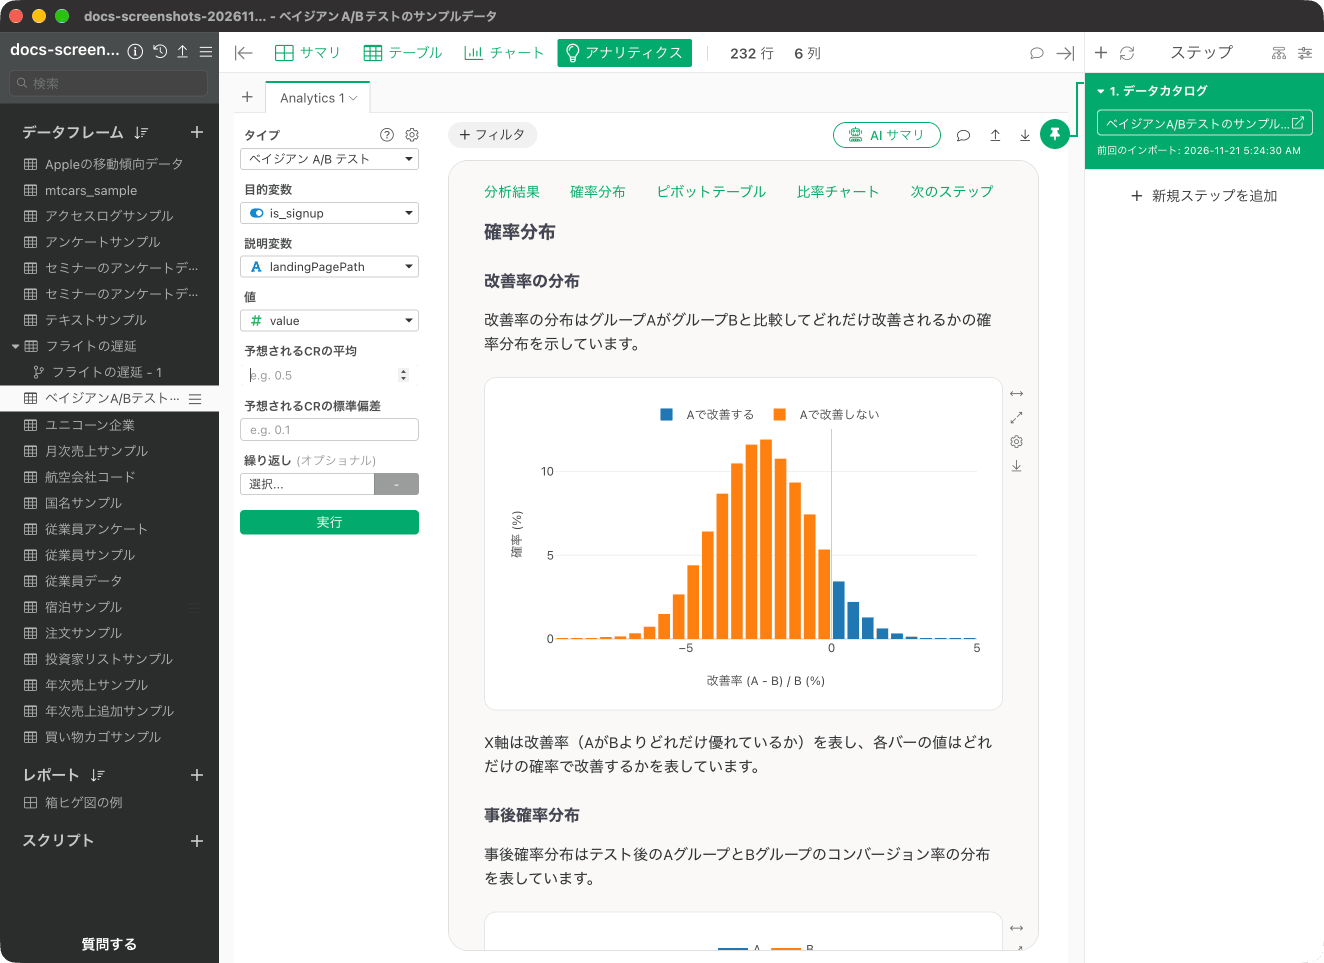 docs-screenshots-202611... - ベイジアンA/Bテストのサンプルデータ
docs-screen...
検索
データフレーム
Appleの移動傾向データ
mtcars_sample
アクセスログサンプル
アンケートサンプル
セミナーのアンケートデ...
セミナーのアンケートデ...
テキストサンプル
フライトの遅延
フライトの遅延 - 1
ベイジアンA/Bテスト...
ユニコーン企業
月次売上サンプル
航空会社コード
国名サンプル
従業員アンケート
従業員サンプル
従業員データ
宿泊サンプル
注文サンプル
投資家リストサンプル
年次売上サンプル
年次売上追加サンプル
買い物カゴサンプル
レポート
箱ヒゲ図の例
スクリプト
質問する
サマリ
テーブル
チャート
アナリティクス
232 行
6 列
Analytics 1
タイプ
ベイジアン A/B テスト
目的変数
is_signup
説明変数
landingPagePath
値
value
予想されるCRの平均
e.g. 0.5
予想されるCRの標準偏差
e.g. 0.1
繰り返し (オプショナル)
選択...
-
実行
+ フィルタ
AI サマリ
分析結果
確率分布
ピボットテーブル
比率チャート
次のステップ
確率分布
改善率の分布
改善率の分布はグループAがグループBと比較してどれだけ改善されるかの確
率分布を示しています。
Aで改善する
Aで改善しない
確率 (%)
10
5
0
−5
0
5
改善率 (A - B) / B (%)
X軸は改善率（AがBよりどれだけ優れているか）を表し、各バーの値はどれ
だけの確率で改善するかを表しています。
事後確率分布
事後確率分布はテスト後のAグループとBグループのコンバージョン率の分布
を表しています。
A
B
ステップ
1. データカタログ
ベイジアンA/Bテストのサンプル...
前回のインポート: 2026-11-21 5:24:30 AM
+ 新規ステップを追加